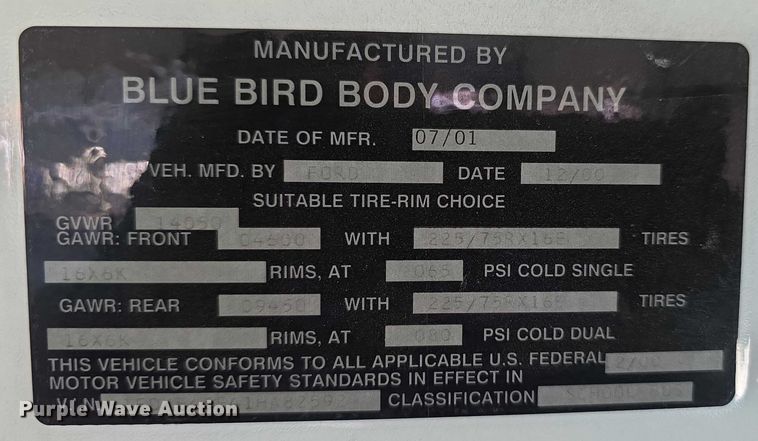 MANUFACTURED BY
BLUE BIRD BODY COMPANY
DATE OF MFR. 07/01
VEH. MFD. BY FORD DATE 12/00
SUITABLE TIRE-RIM CHOICE
GVWR 14050
GAWR: FRONT 04600 WITH 225/75RX16E TIRES
16X6K RIMS, AT 065 PSI COLD SINGLE
GAWR: REAR 09450 WITH 225/75RX16E TIRES
16X6K RIMS, AT 080 PSI COLD DUAL
THIS VEHICLE CONFORMS TO ALL APPLICABLE U.S. FEDERAL
MOTOR VEHICLE SAFETY STANDARDS IN EFFECT IN
V.I.N. CLASSIFICATION SCHOOL BUS
Purple Wave Auction